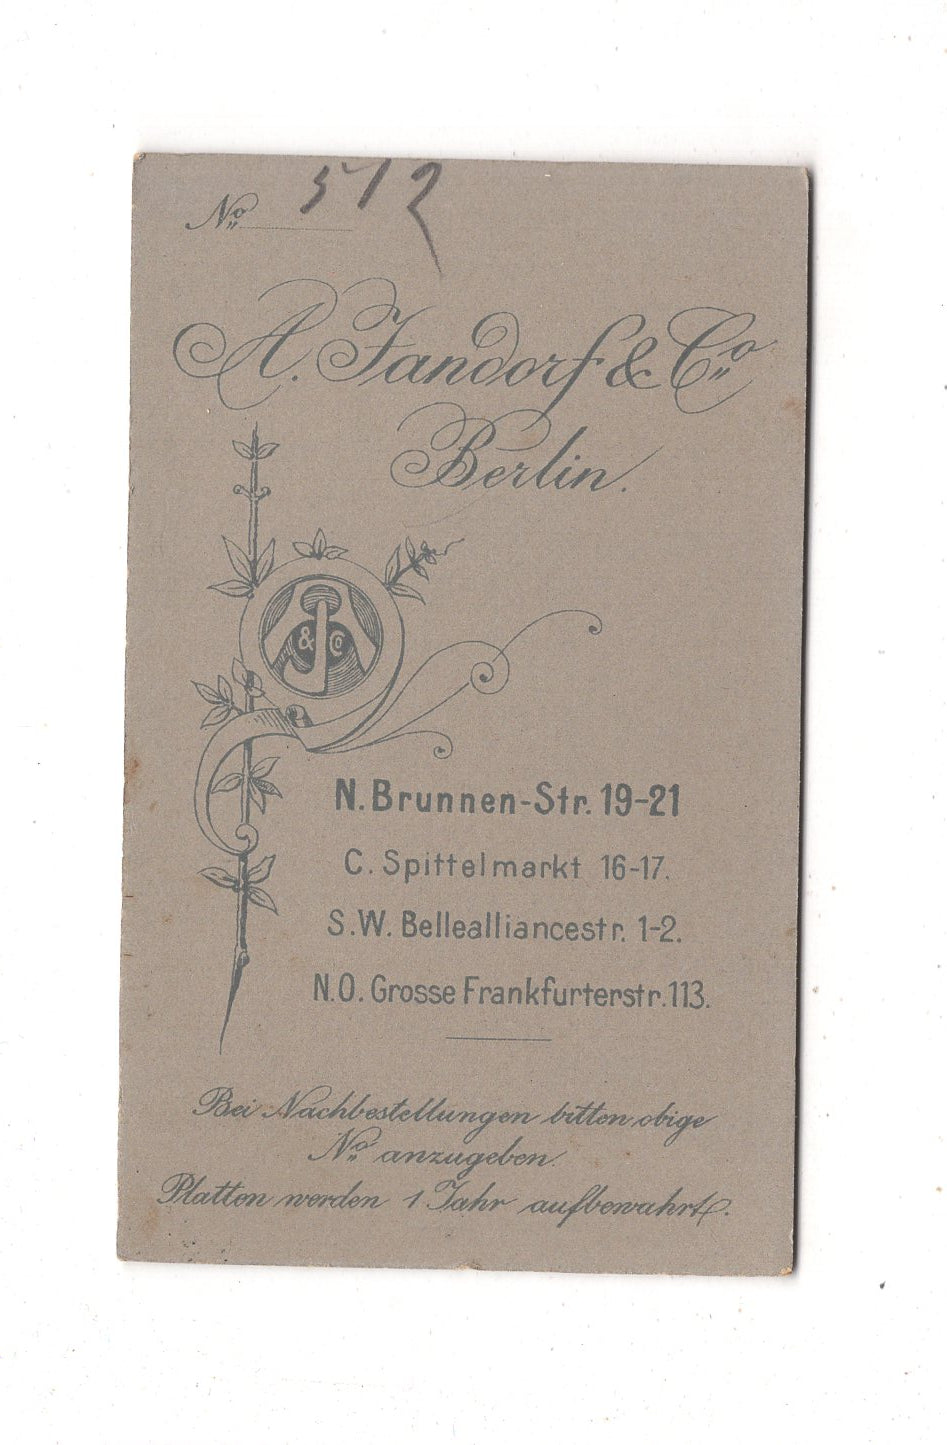 No 512
A. Jandorf & Co
Berlin.
& Co
N. Brunnen-Str. 19-21
C. Spittelmarkt 16-17.
S.W. Bellealliancestr. 1-2.
N.O. Grosse Frankfurterstr. 113.
Bei Nachbestellungen bitten obige
No anzugeben.
Platten werden 1 Jahr aufbewahrt.